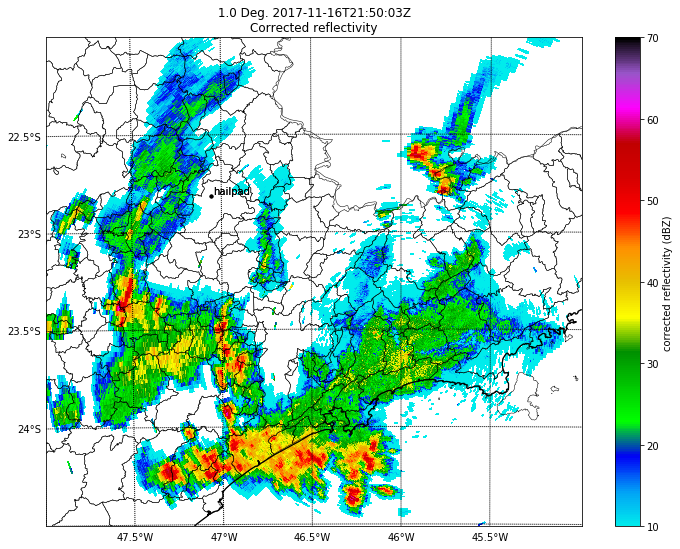 1.0 Deg. 2017-11-16T21:50:03Z
Corrected reflectivity
70
60
50
40
30
20
10
corrected reflectivity (dBZ)
22.5°S
23°S
23.5°S
24°S
hailpad
47.5°W
47°W
46.5°W
46°W
45.5°W